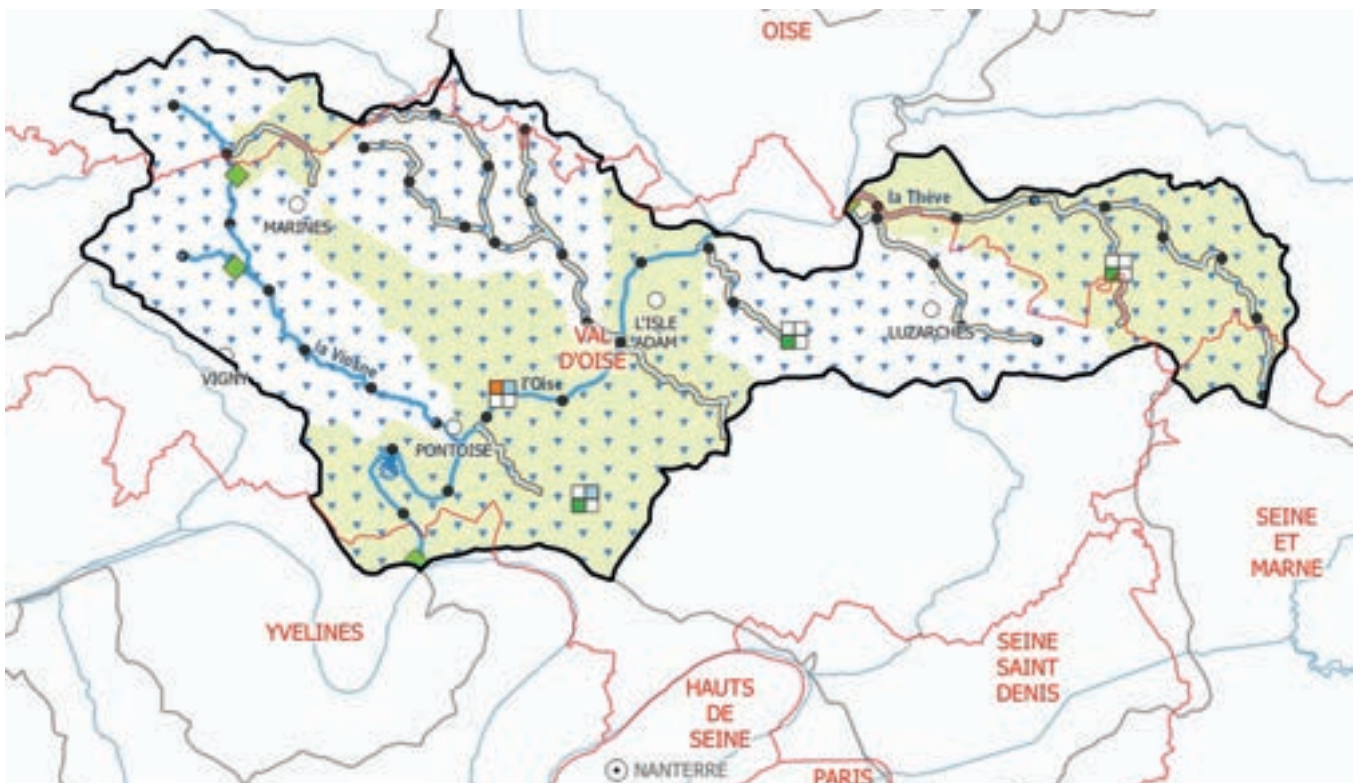 OISE
la Thève
MARINES
L'ISLE
L'ADAM
LUZARCHES
VAL
D'OISE
la Viosne
VIGNY
l'Oise
PONTOISE
SEINE
ET
MARNE
YVELINES
SEINE
SAINT
DENIS
HAUTS
DE
SEINE
NANTERRE
PARIS